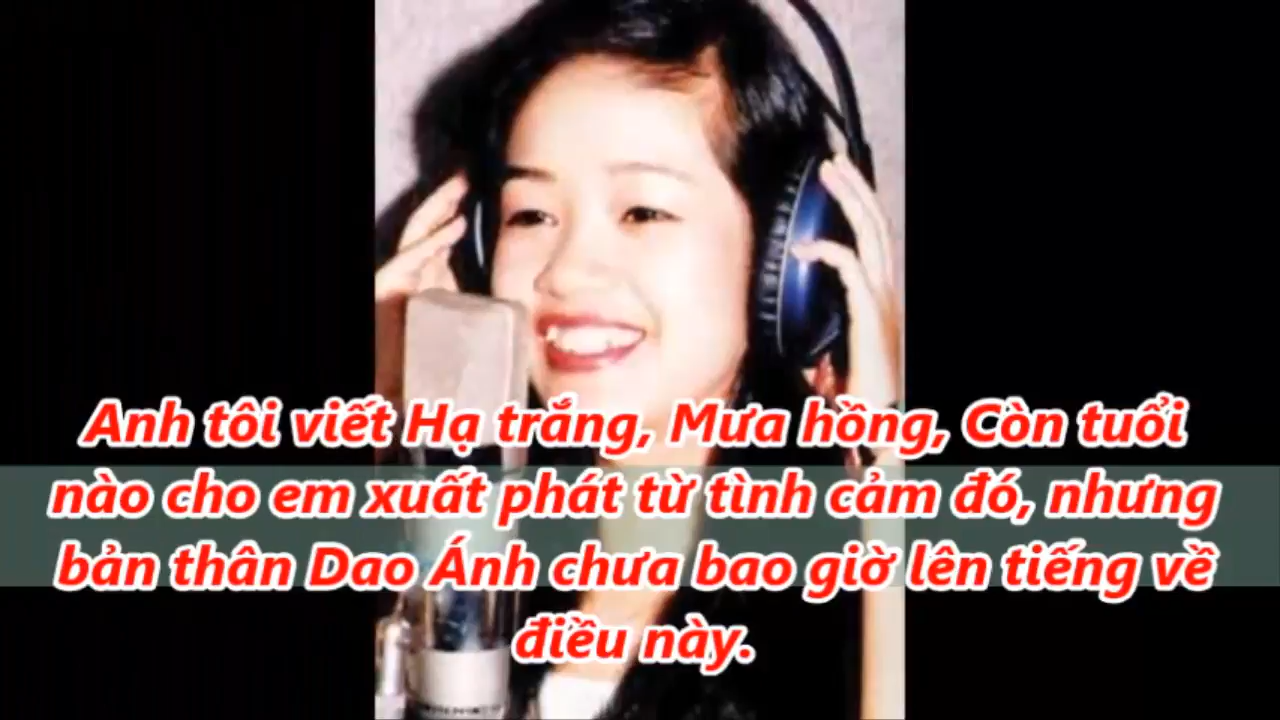 Anh tôi viết Hạ trắng, Mưa hồng, Còn tuổi
nào cho em xuất phát từ tình cảm đó, nhưng
bản thân Dao Ánh chưa bao giờ lên tiếng về
điều này.